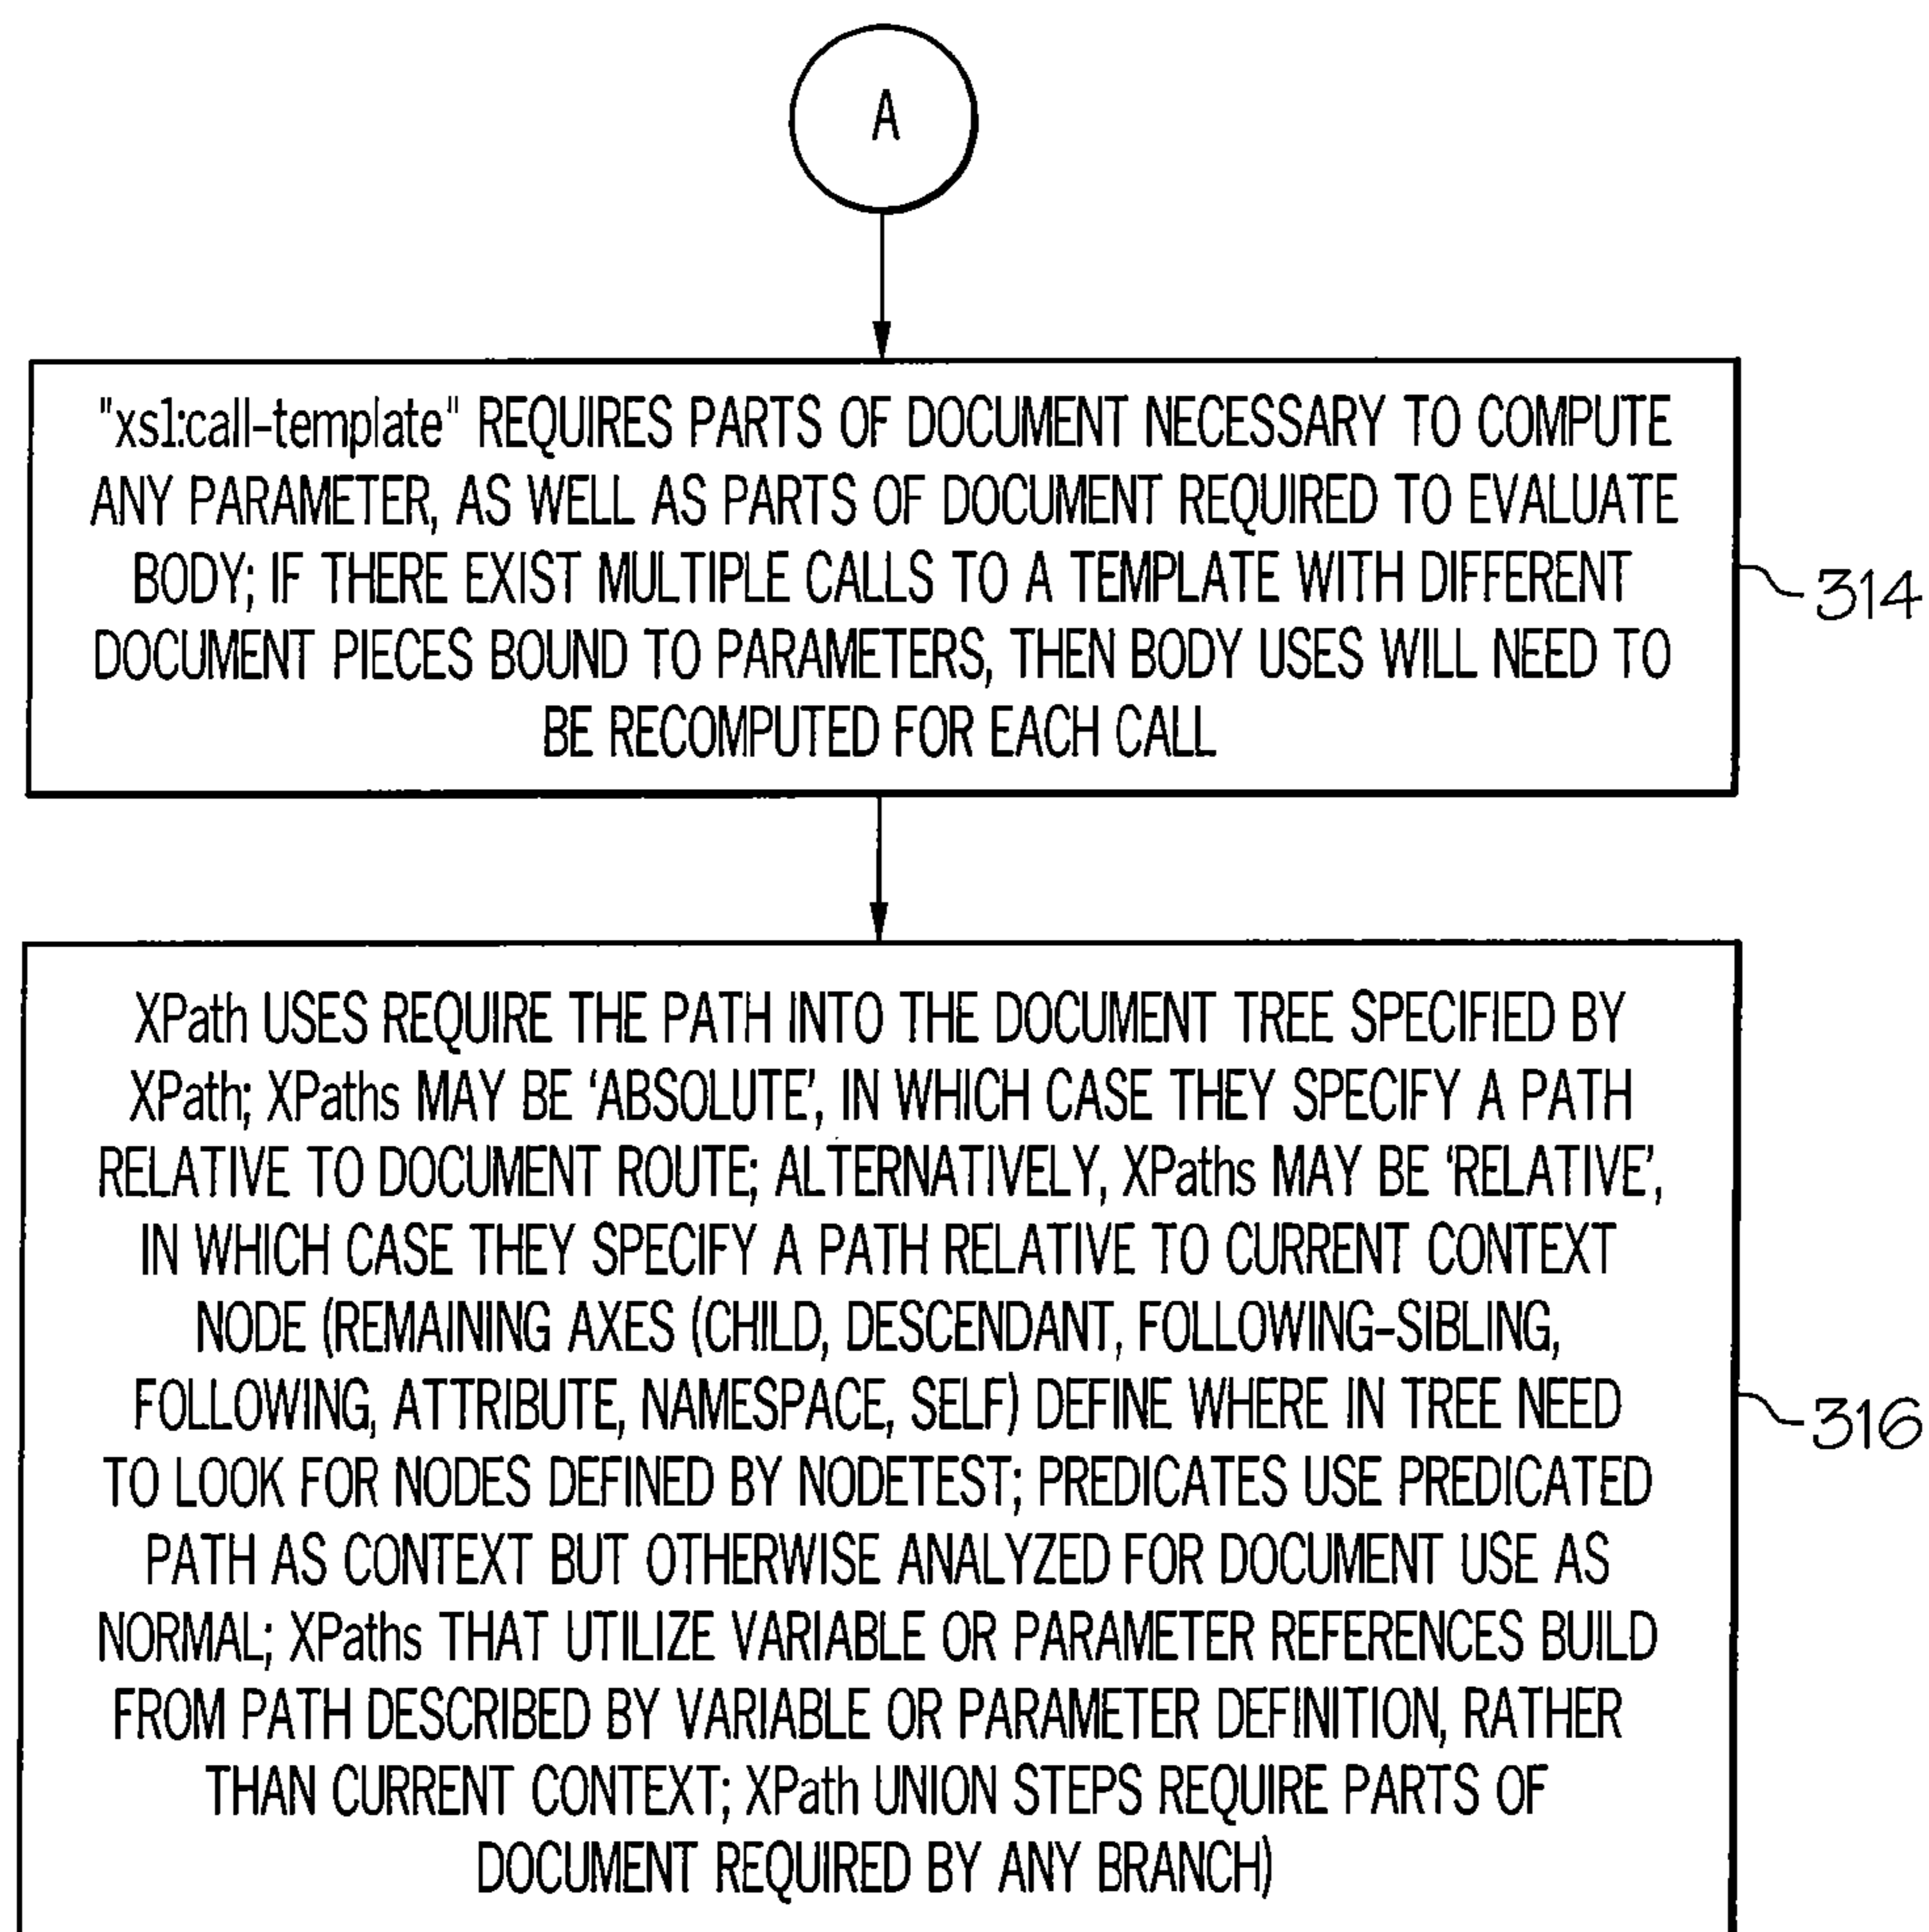 A
"xsl:call-template" REQUIRES PARTS OF DOCUMENT NECESSARY TO COMPUTE
ANY PARAMETER, AS WELL AS PARTS OF DOCUMENT REQUIRED TO EVALUATE
BODY; IF THERE EXIST MULTIPLE CALLS TO A TEMPLATE WITH DIFFERENT
DOCUMENT PIECES BOUND TO PARAMETERS, THEN BODY USES WILL NEED TO
BE RECOMPUTED FOR EACH CALL
314
XPath USES REQUIRE THE PATH INTO THE DOCUMENT TREE SPECIFIED BY
XPath; XPaths MAY BE ‘ABSOLUTE’, IN WHICH CASE THEY SPECIFY A PATH
RELATIVE TO DOCUMENT ROUTE; ALTERNATIVELY, XPaths MAY BE ‘RELATIVE’,
IN WHICH CASE THEY SPECIFY A PATH RELATIVE TO CURRENT CONTEXT
NODE (REMAINING AXES (CHILD, DESCENDANT, FOLLOWING-SIBLING,
FOLLOWING, ATTRIBUTE, NAMESPACE, SELF) DEFINE WHERE IN TREE NEED
TO LOOK FOR NODES DEFINED BY NODETEST; PREDICATES USE PREDICATED
PATH AS CONTEXT BUT OTHERWISE ANALYZED FOR DOCUMENT USE AS
NORMAL; XPaths THAT UTILIZE VARIABLE OR PARAMETER REFERENCES BUILD
FROM PATH DESCRIBED BY VARIABLE OR PARAMETER DEFINITION, RATHER
THAN CURRENT CONTEXT; XPath UNION STEPS REQUIRE PARTS OF
DOCUMENT REQUIRED BY ANY BRANCH)
316